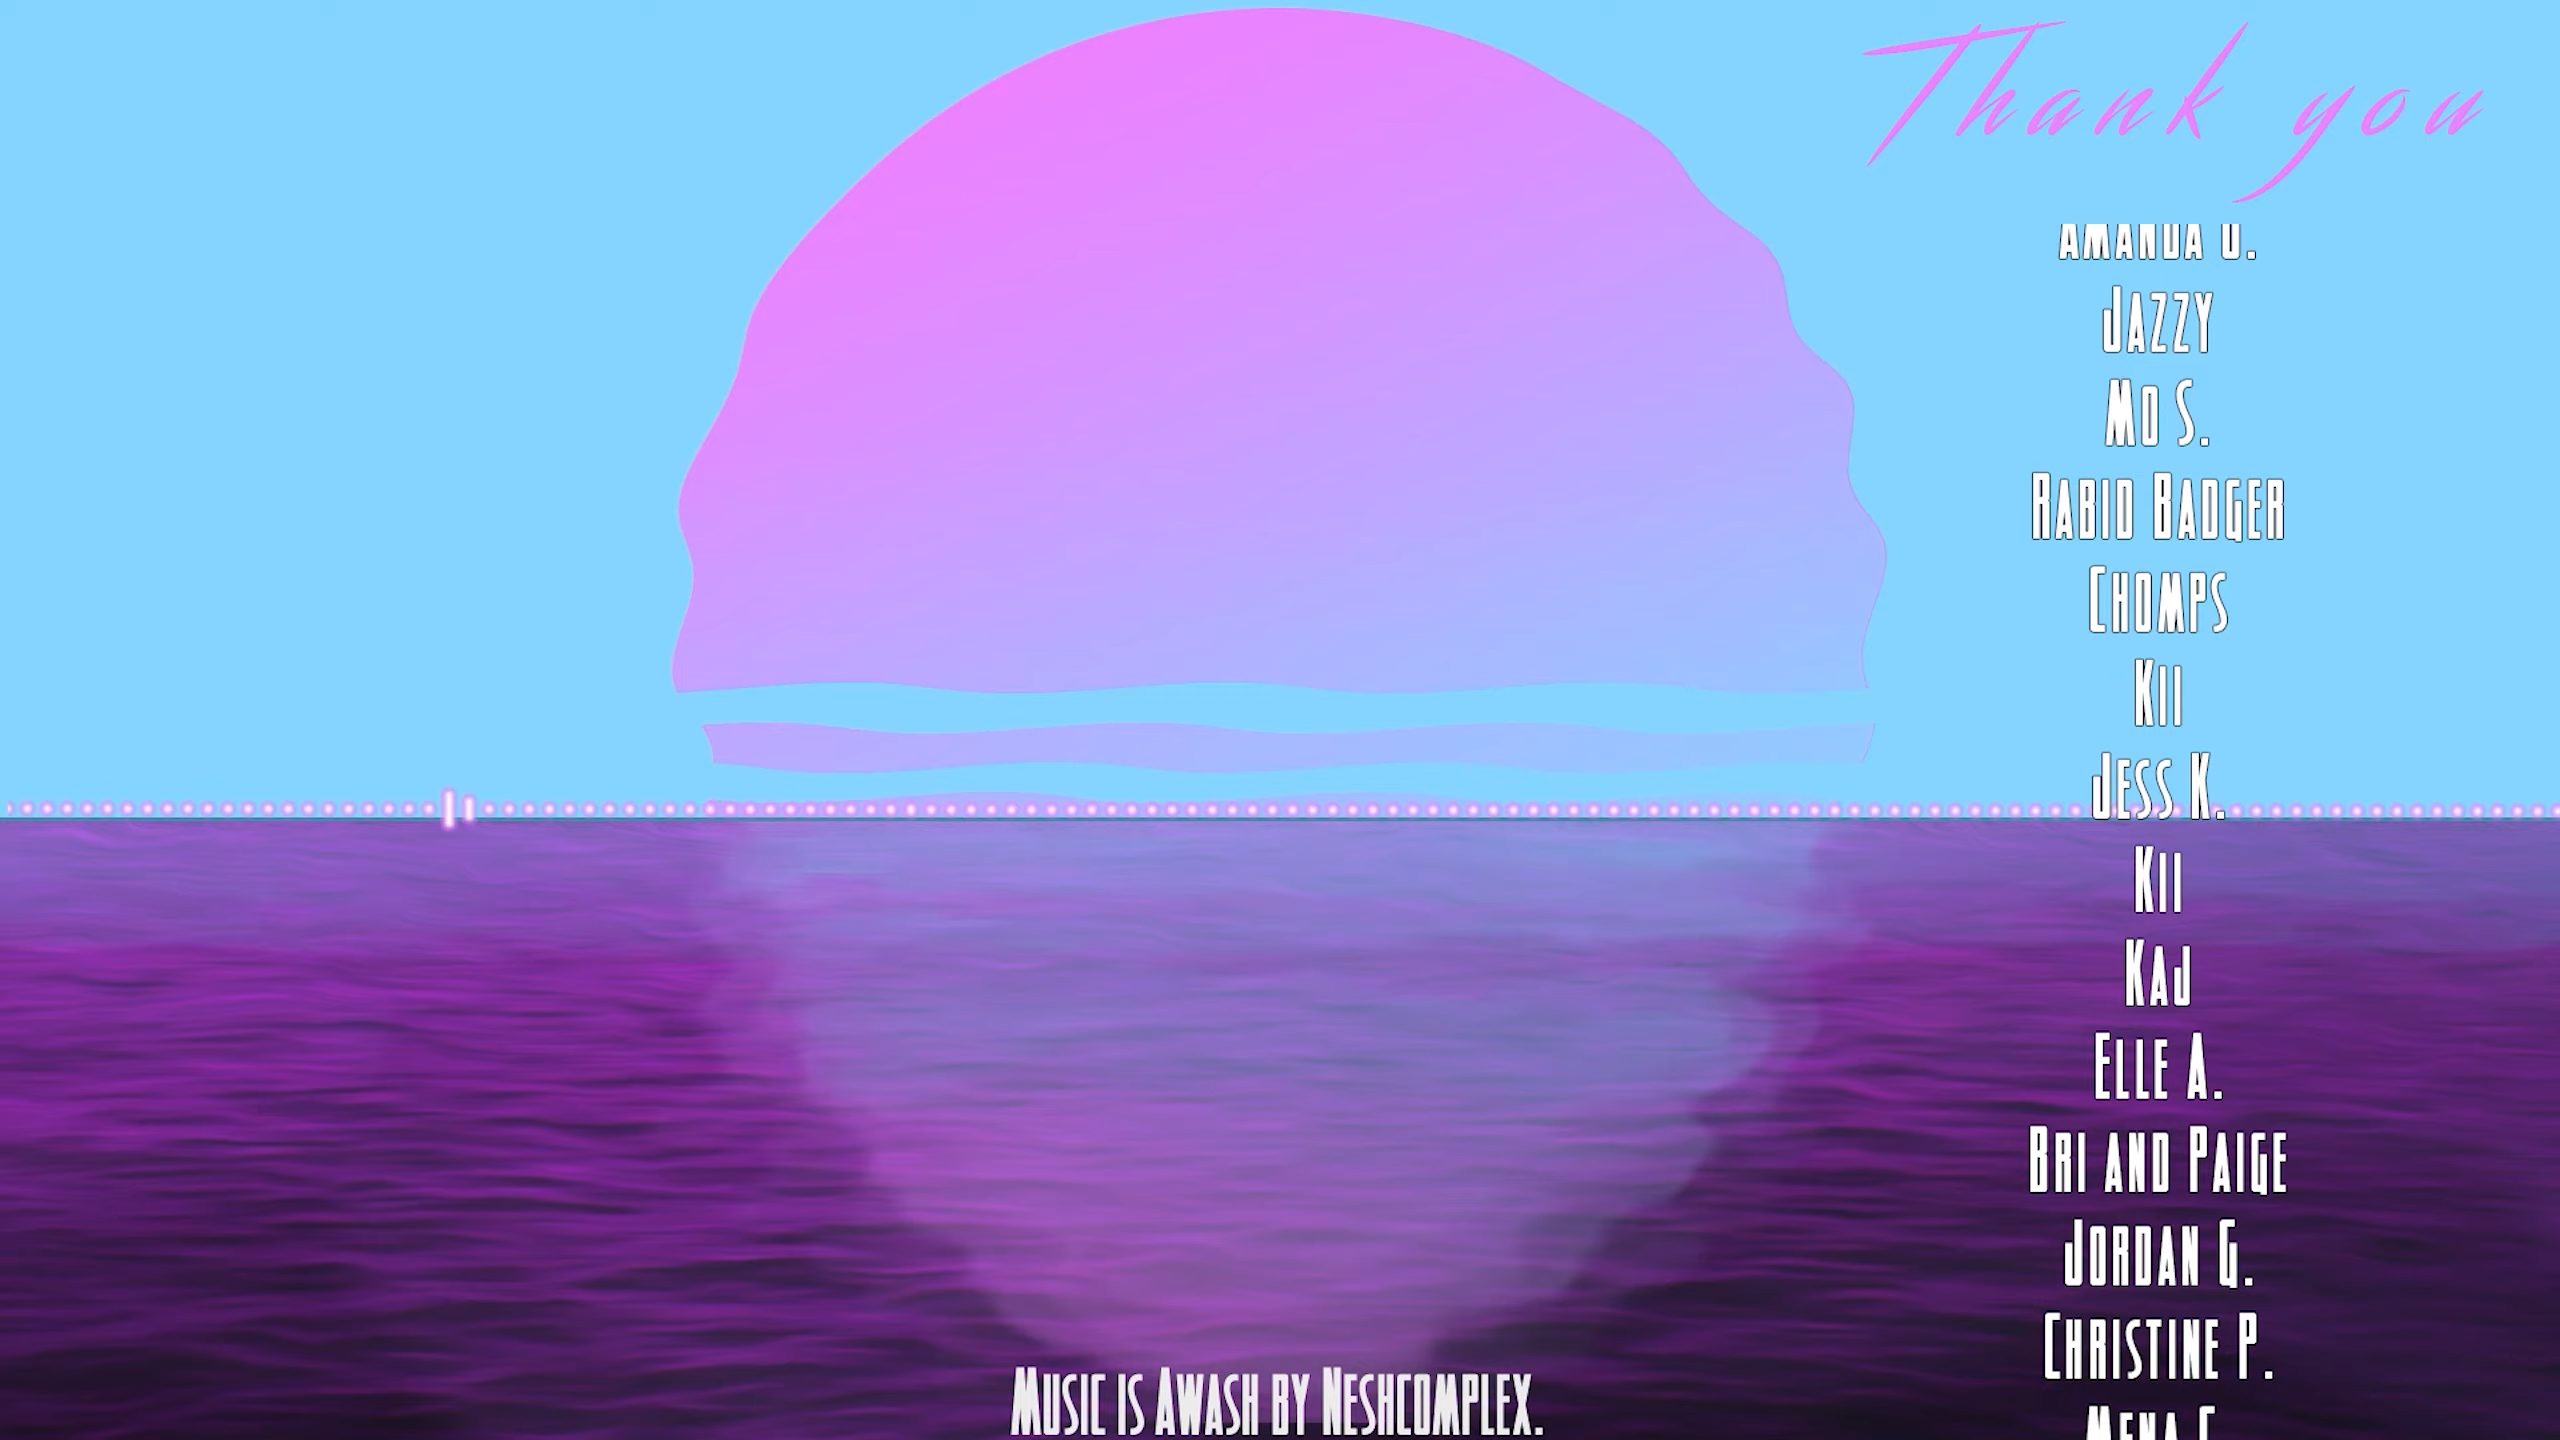 Thank you
Amanda
Jazzy
Mo S.
Rabid Badger
Chomps
Kii
Jess K.
Kii
Kaj
Elle A.
Bri and Paige
Jordan G.
Christine P.
Music is Awash by Neshcomplex.